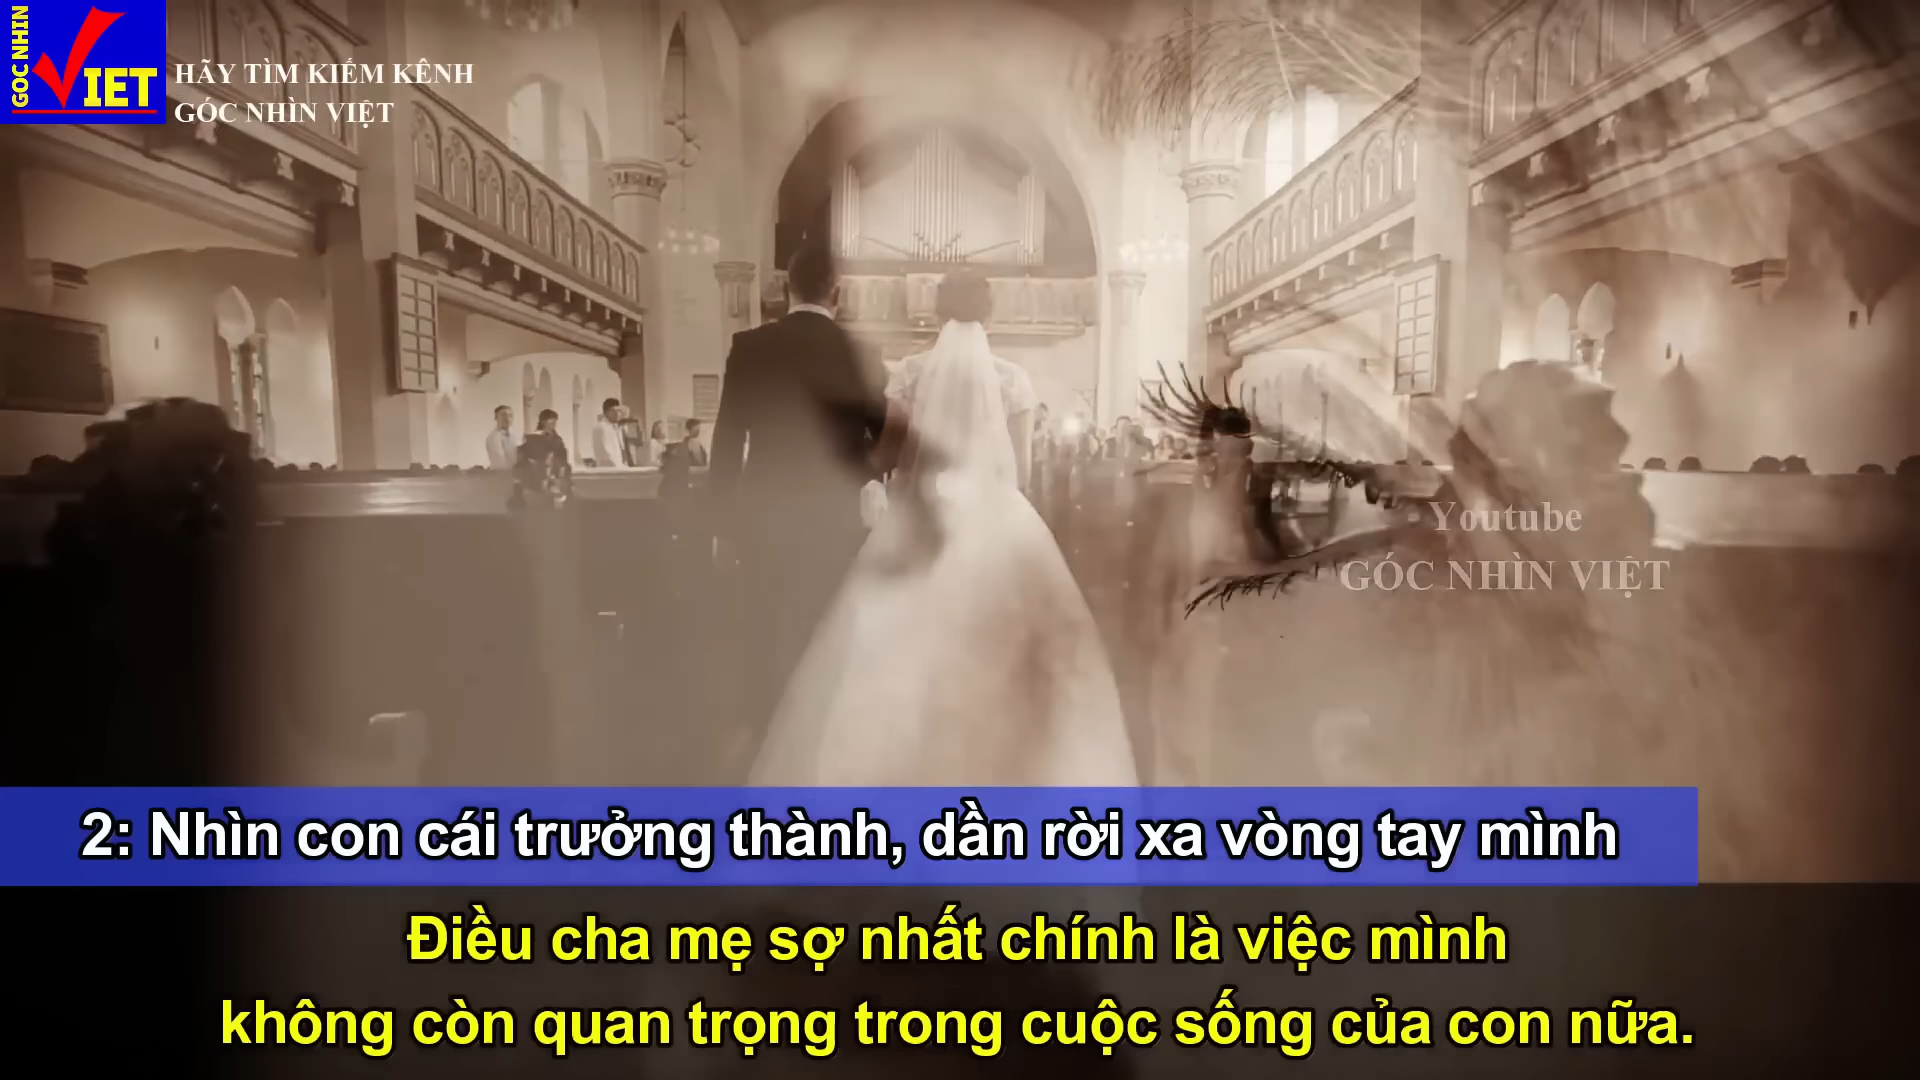 GOC NHIN
VIET
HÃY TÌM KIẾM KÊNH
GÓC NHÌN VIỆT
Youtube
GÓC NHÌN VIỆT
2: Nhìn con cái trưởng thành, dần rời xa vòng tay mình
Điều cha mẹ sợ nhất chính là việc mình
không còn quan trọng trong cuộc sống của con nữa.